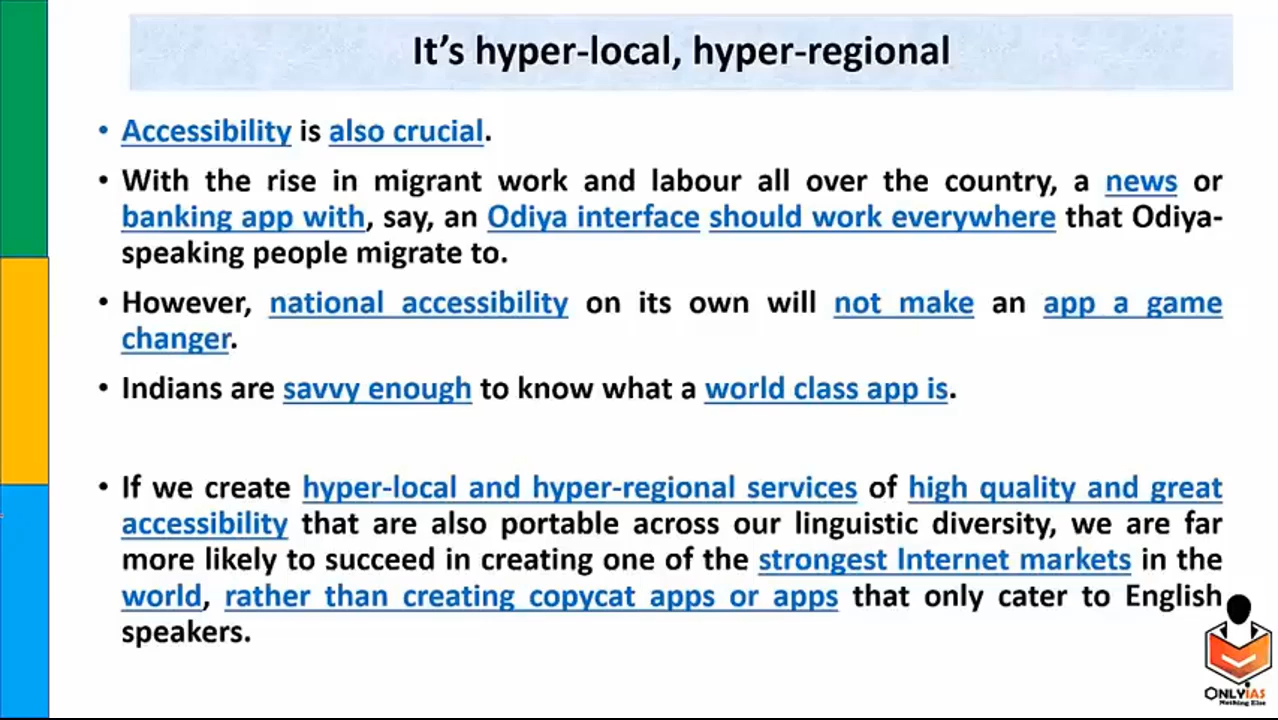 It's hyper-local, hyper-regional
• Accessibility is also crucial.
• With the rise in migrant work and labour all over the country, a news or
banking app with, say, an Odiya interface should work everywhere that Odiya-
speaking people migrate to.
• However, national accessibility on its own will not make an app a game
changer.
• Indians are savvy enough to know what a world class app is.
• If we create hyper-local and hyper-regional services of high quality and great
accessibility that are also portable across our linguistic diversity, we are far
more likely to succeed in creating one of the strongest Internet markets in the
world, rather than creating copycat apps or apps that only cater to English
speakers.
ONLYIAS
Nothing Else